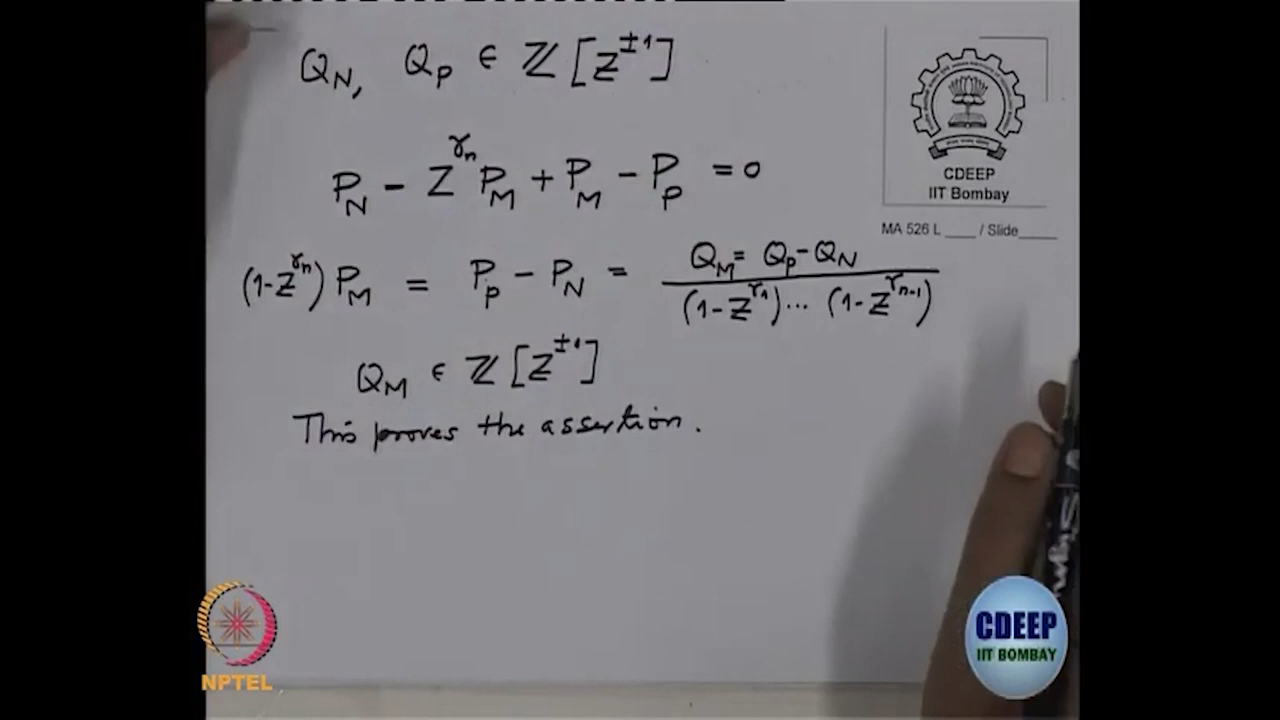 Q_N, Q_P ∈ ℤ[Z^{±1}]
P_N - Z^{γ_n} P_M + P_M - P_P = 0
(1-Z^{γ_n}) P_M = P_P - P_N = \frac{Q_M = Q_P - Q_N}{(1-Z^{γ_1}) ... (1-Z^{γ_{n-1}})}
Q_M ∈ ℤ[Z^{±1}]
This proves the assertion.
CDEEP
IIT Bombay
MA 526 L ____ / Slide____
NPTEL
CDEEP
IIT BOMBAY